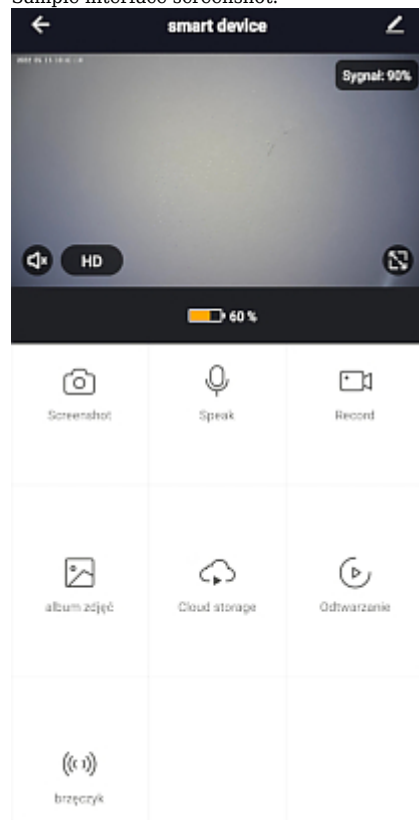 Sample interface screenshot:
smart device
Sygnał: 90%
HD
60 %
Screenshot
Speak
Record
album zdjęć
Cloud storage
Odtwarzanie
brzęczyk